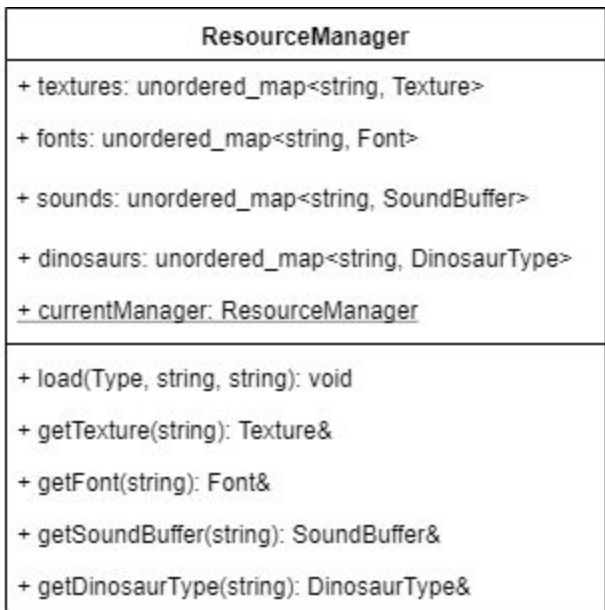 ResourceManager
+ textures: unordered_map<string, Texture>
+ fonts: unordered_map<string, Font>
+ sounds: unordered_map<string, SoundBuffer>
+ dinosaurs: unordered_map<string, DinosaurType>
+ currentManager: ResourceManager
+ load(Type, string, string): void
+ getTexture(string): Texture&
+ getFont(string): Font&
+ getSoundBuffer(string): SoundBuffer&
+ getDinosaurType(string): DinosaurType&